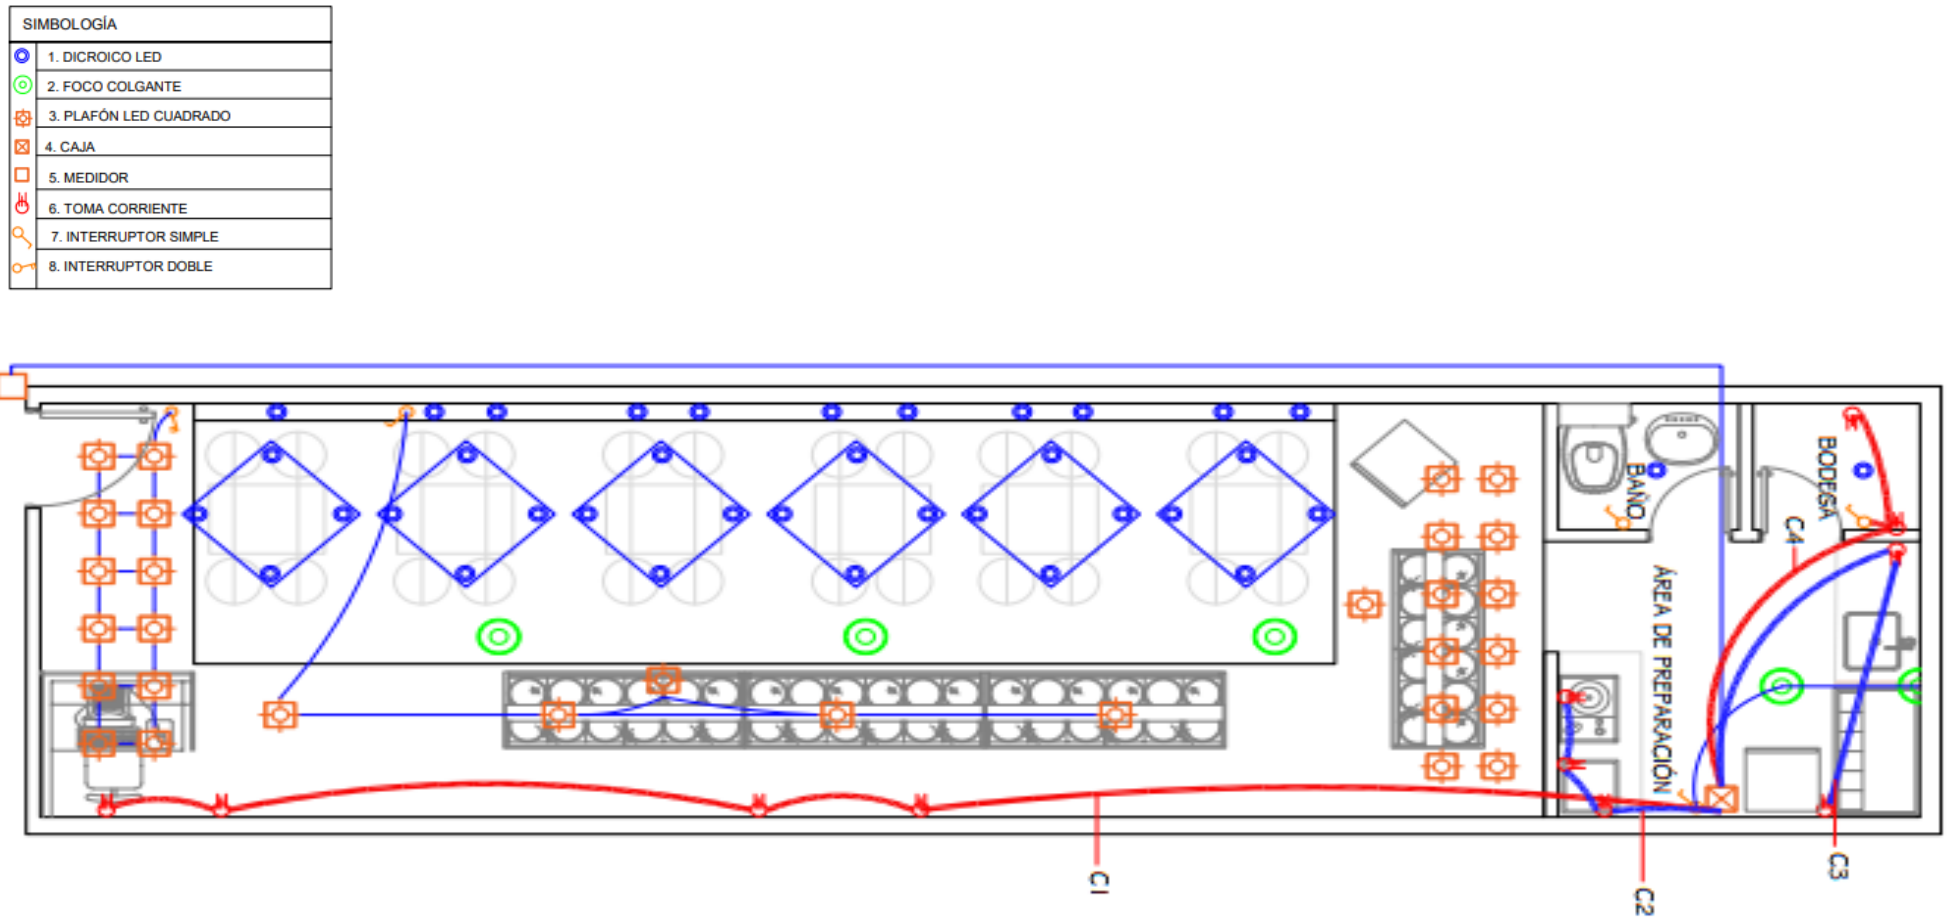 SIMBOLOGÍA
1. DICROICO LED
2. FOCO COLGANTE
3. PLAFÓN LED CUADRADO
4. CAJA
5. MEDIDOR
6. TOMA CORRIENTE
7. INTERRUPTOR SIMPLE
8. INTERRUPTOR DOBLE
BAÑO
BODEGA
C4
ÁREA DE PREPARACIÓN
C1
C2
C3